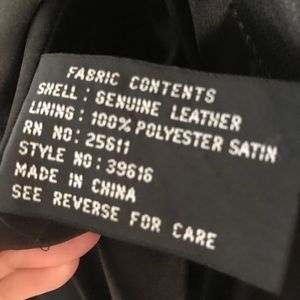 FABRIC CONTENTS
SHELL : GENUINE LEATHER
LINING : 100% POLYESTER SATIN
RN NO: 25611
STYLE NO: 39616
MADE IN CHINA
SEE REVERSE FOR CARE